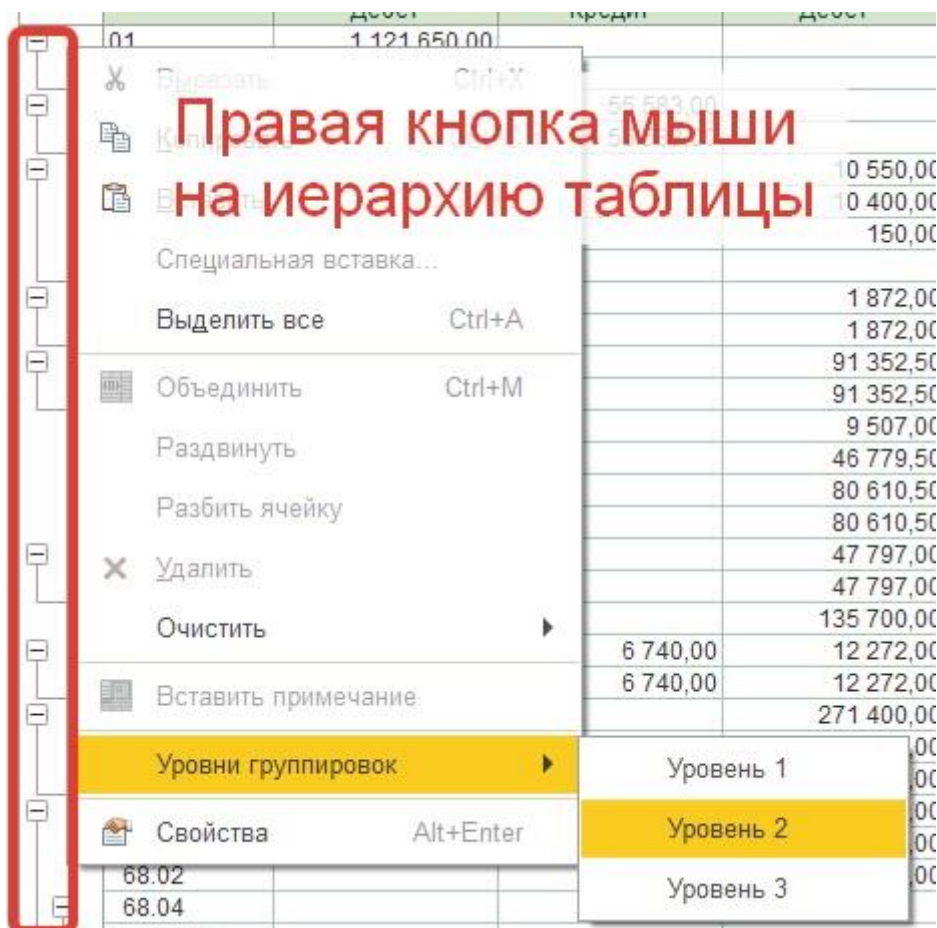 Дебет Кредит Дебет
01 1 121 650,00
Вырезать Ctrl+X
55 583,00
Правая кнопка мыши
Копировать
10 550,00
на иерархию таблицы
Вставить
10 400,00
150,00
Специальная вставка...
1 872,00
Выделить все Ctrl+A
1 872,00
91 352,50
Объединить Ctrl+M
91 352,50
9 507,00
Раздвинуть
46 779,50
80 610,50
Разбить ячейку
80 610,50
47 797,00
Удалить
47 797,00
135 700,00
Очистить
6 740,00 12 272,00
6 740,00 12 272,00
Вставить примечание
271 400,00
Уровни группировок
Уровень 1
Уровень 2
Свойства Alt+Enter
68.02
Уровень 3
68.04